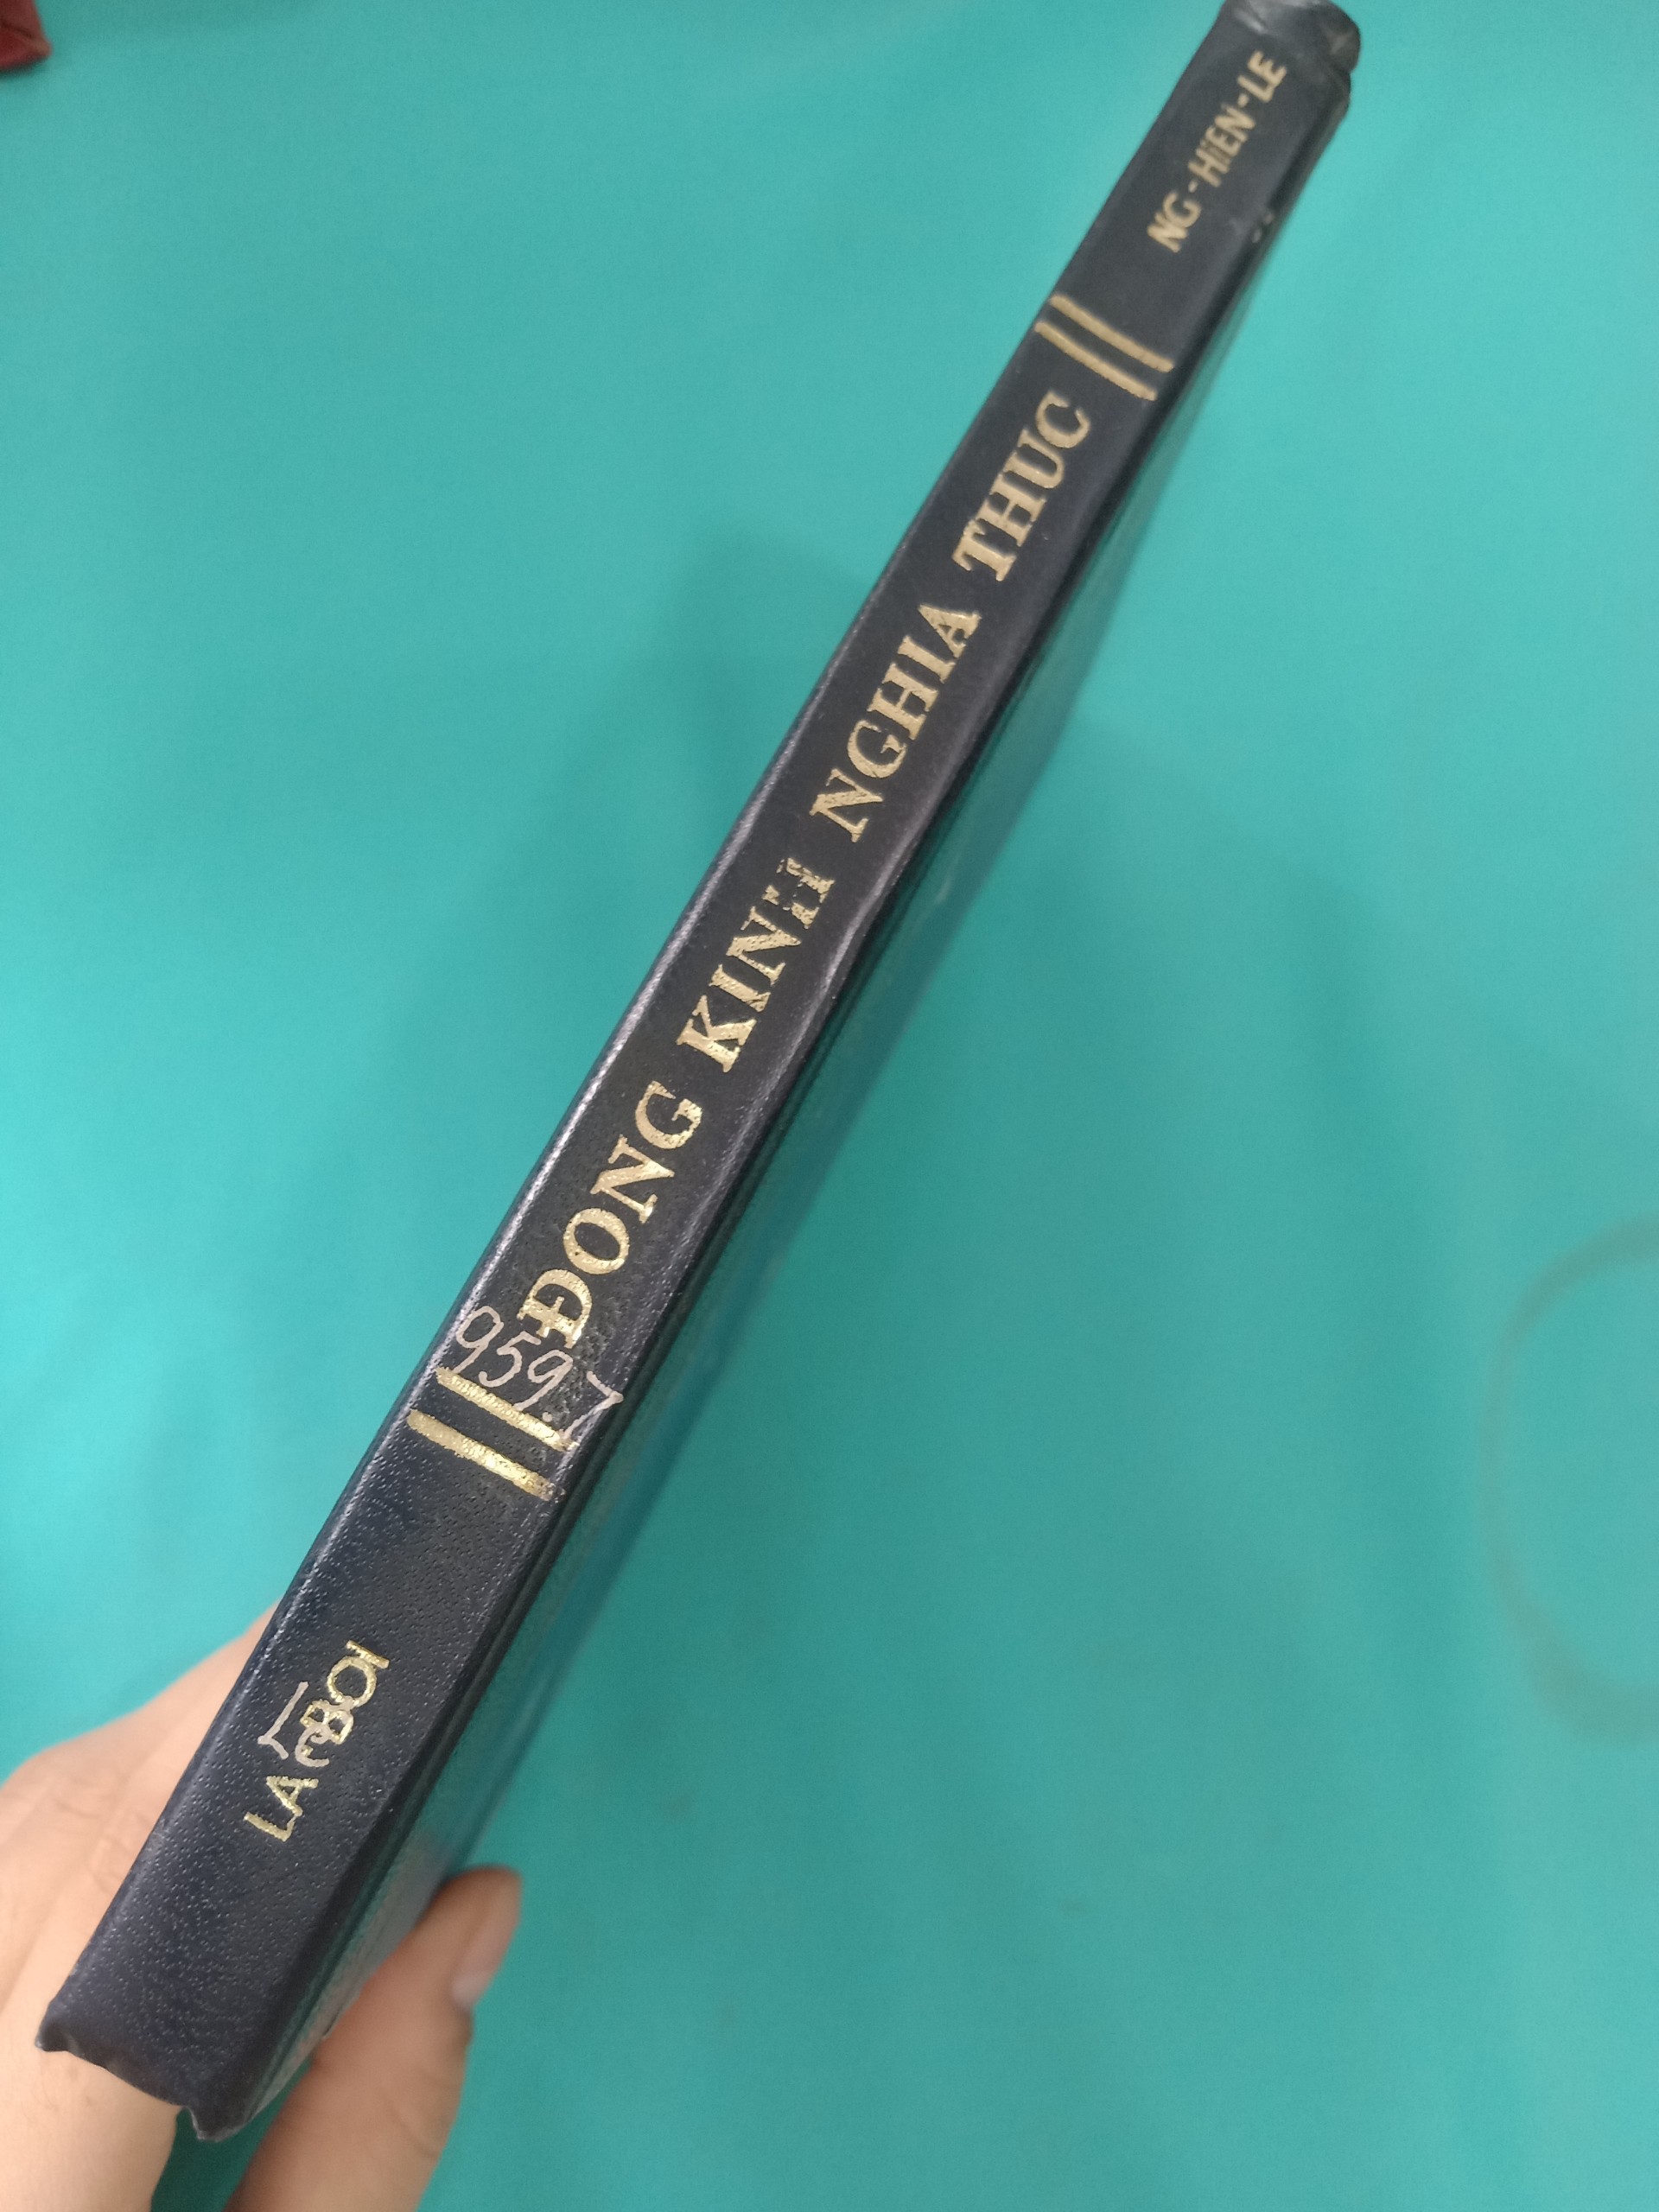 NG-HIEN-LE
ĐONG KINH NGHIA THUC
959.7
LA BOI